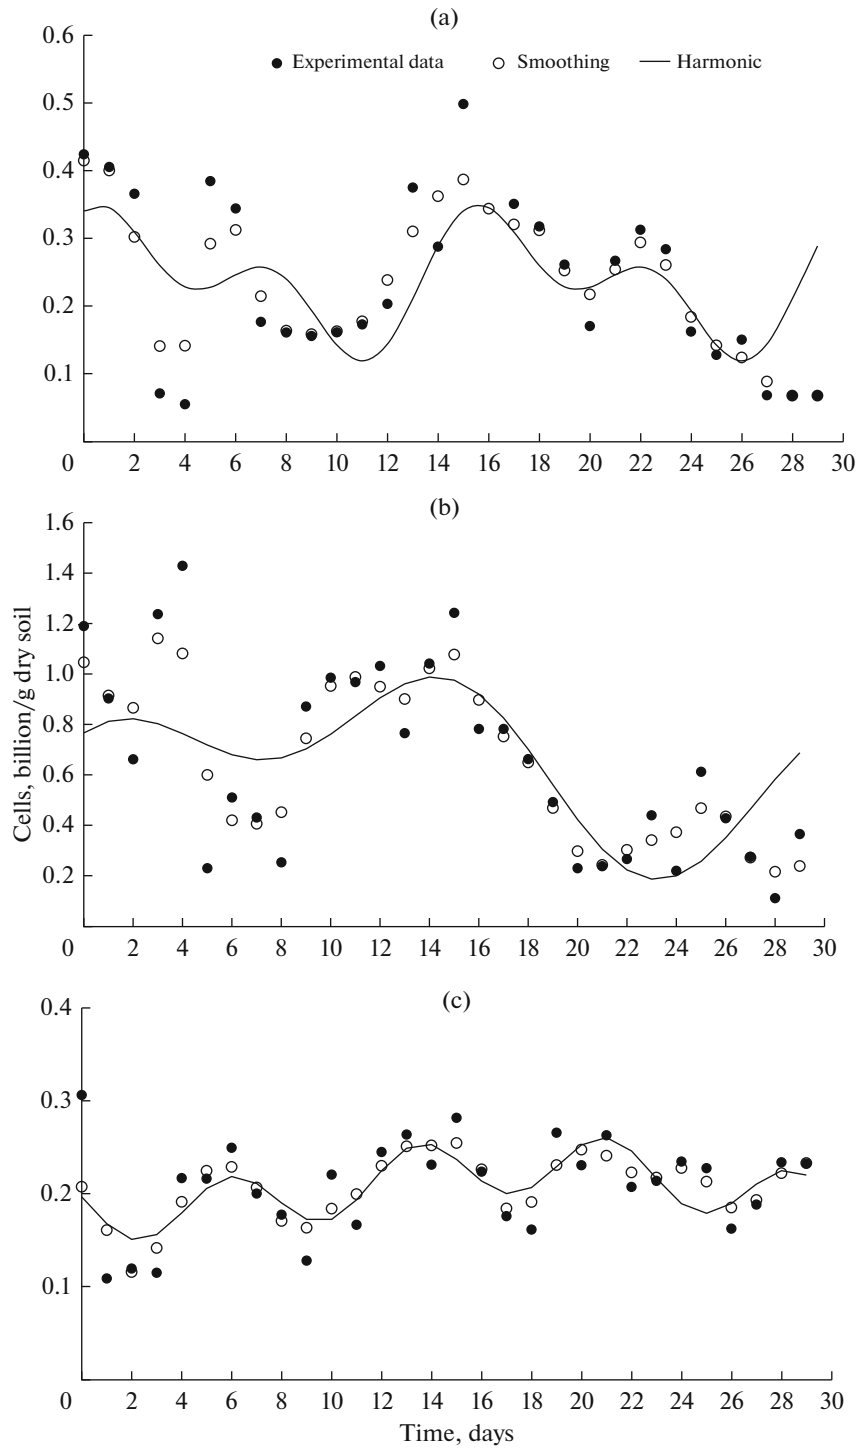 (a)
0.6
Experimental data Smoothing Harmonic
0.5
0.4
0.3
0.2
0.1
0 2 4 6 8 10 12 14 16 18 20 22 24 26 28 30
(b)
1.6
1.4
1.2
1.0
0.8
0.6
0.4
0.2
0 2 4 6 8 10 12 14 16 18 20 22 24 26 28 30
Cells, billion/g dry soil
(c)
0.4
0.3
0.2
0.1
0 2 4 6 8 10 12 14 16 18 20 22 24 26 28 30
Time, days